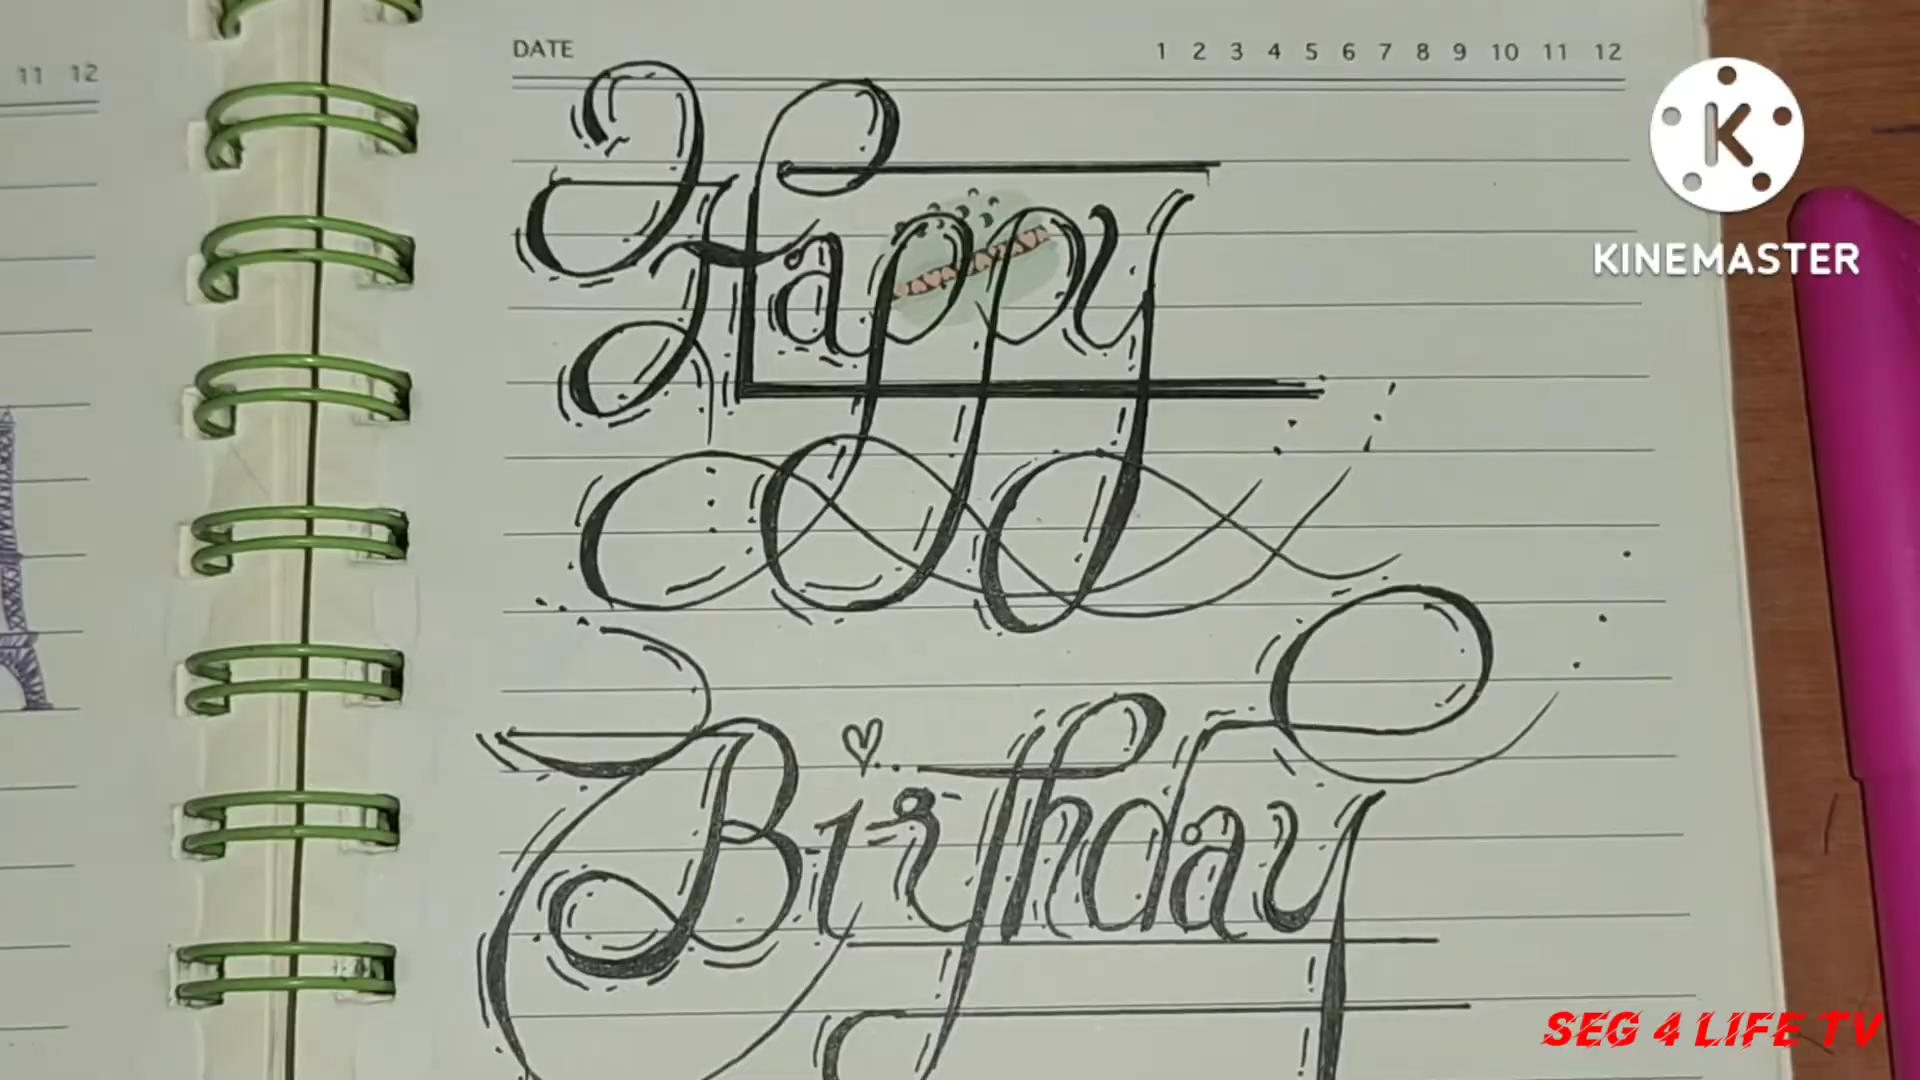 11 12
DATE 1 2 3 4 5 6 7 8 9 10 11 12
K
KINEMASTER
Happy
Birthday
SEG 4 LIFE TV